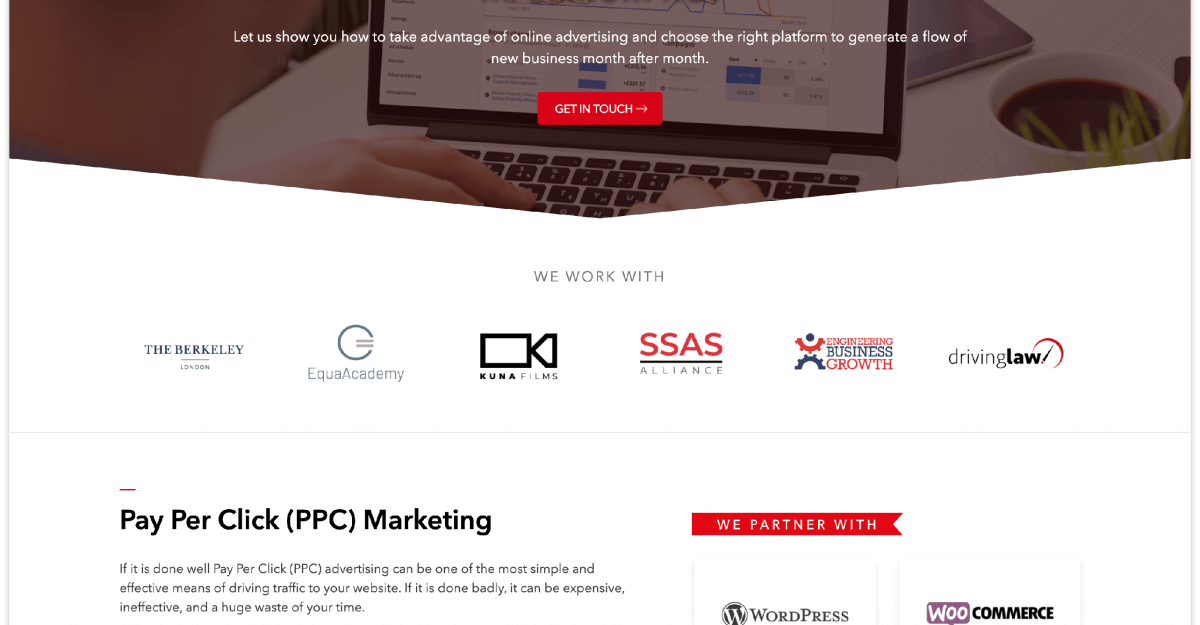 Let us show you how to take advantage of online advertising and choose the right platform to generate a flow of
new business month after month.
GET IN TOUCH →
WE WORK WITH
THE BERKELEY
LONDON
EquaAcademy
KUNA FILMS
SSAS
ALLIANCE
ENGINEERING
BUSINESS
GROWTH
drivinglaw
Pay Per Click (PPC) Marketing
If it is done well Pay Per Click (PPC) advertising can be one of the most simple and
effective means of driving traffic to your website. If it is done badly, it can be expensive,
ineffective, and a huge waste of your time.
WE PARTNER WITH
WORDPRESS
WOO COMMERCE